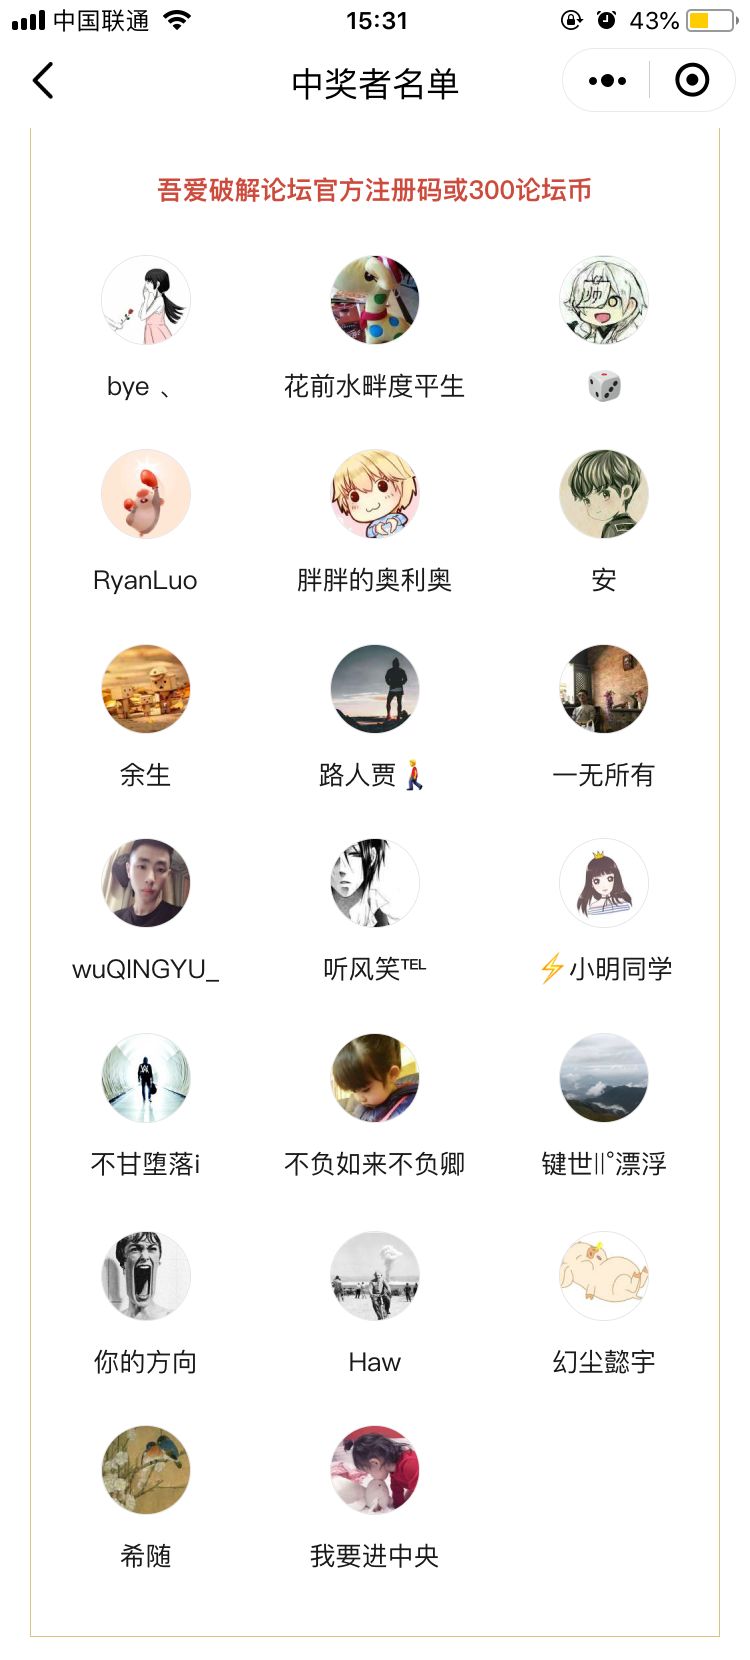 中国联通 15:31 43%
中奖者名单
吾爱破解论坛官方注册码或300论坛币
帅
bye 、 花前水畔度平生 🎲
RyanLuo 胖胖的奥利奥 安
余生 路人贾🚶 一无所有
wuQINGYU_ 听风笑℡ ⚡小明同学
不甘堕落i 不负如来不负卿 键世||°漂浮
你的方向 Haw 幻尘懿宇
希随 我要进中央